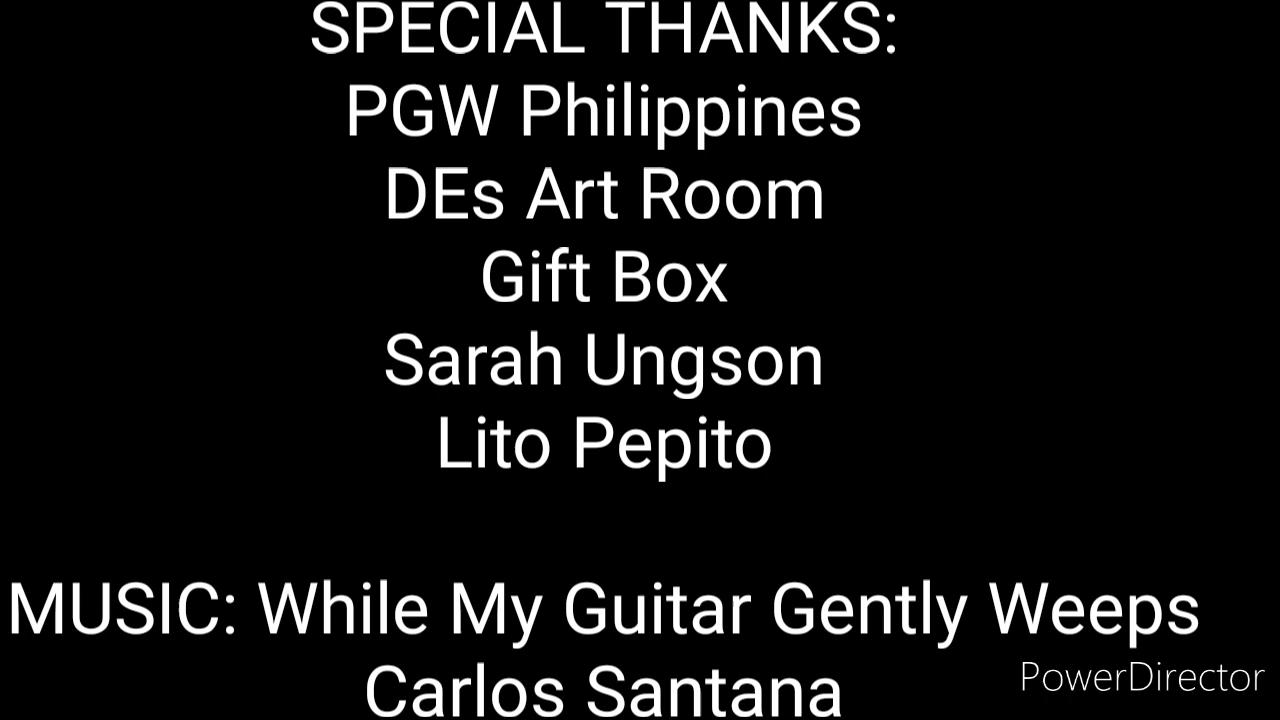 SPECIAL THANKS:
PGW Philippines
DEs Art Room
Gift Box
Sarah Ungson
Lito Pepito
MUSIC: While My Guitar Gently Weeps
Carlos Santana
PowerDirector